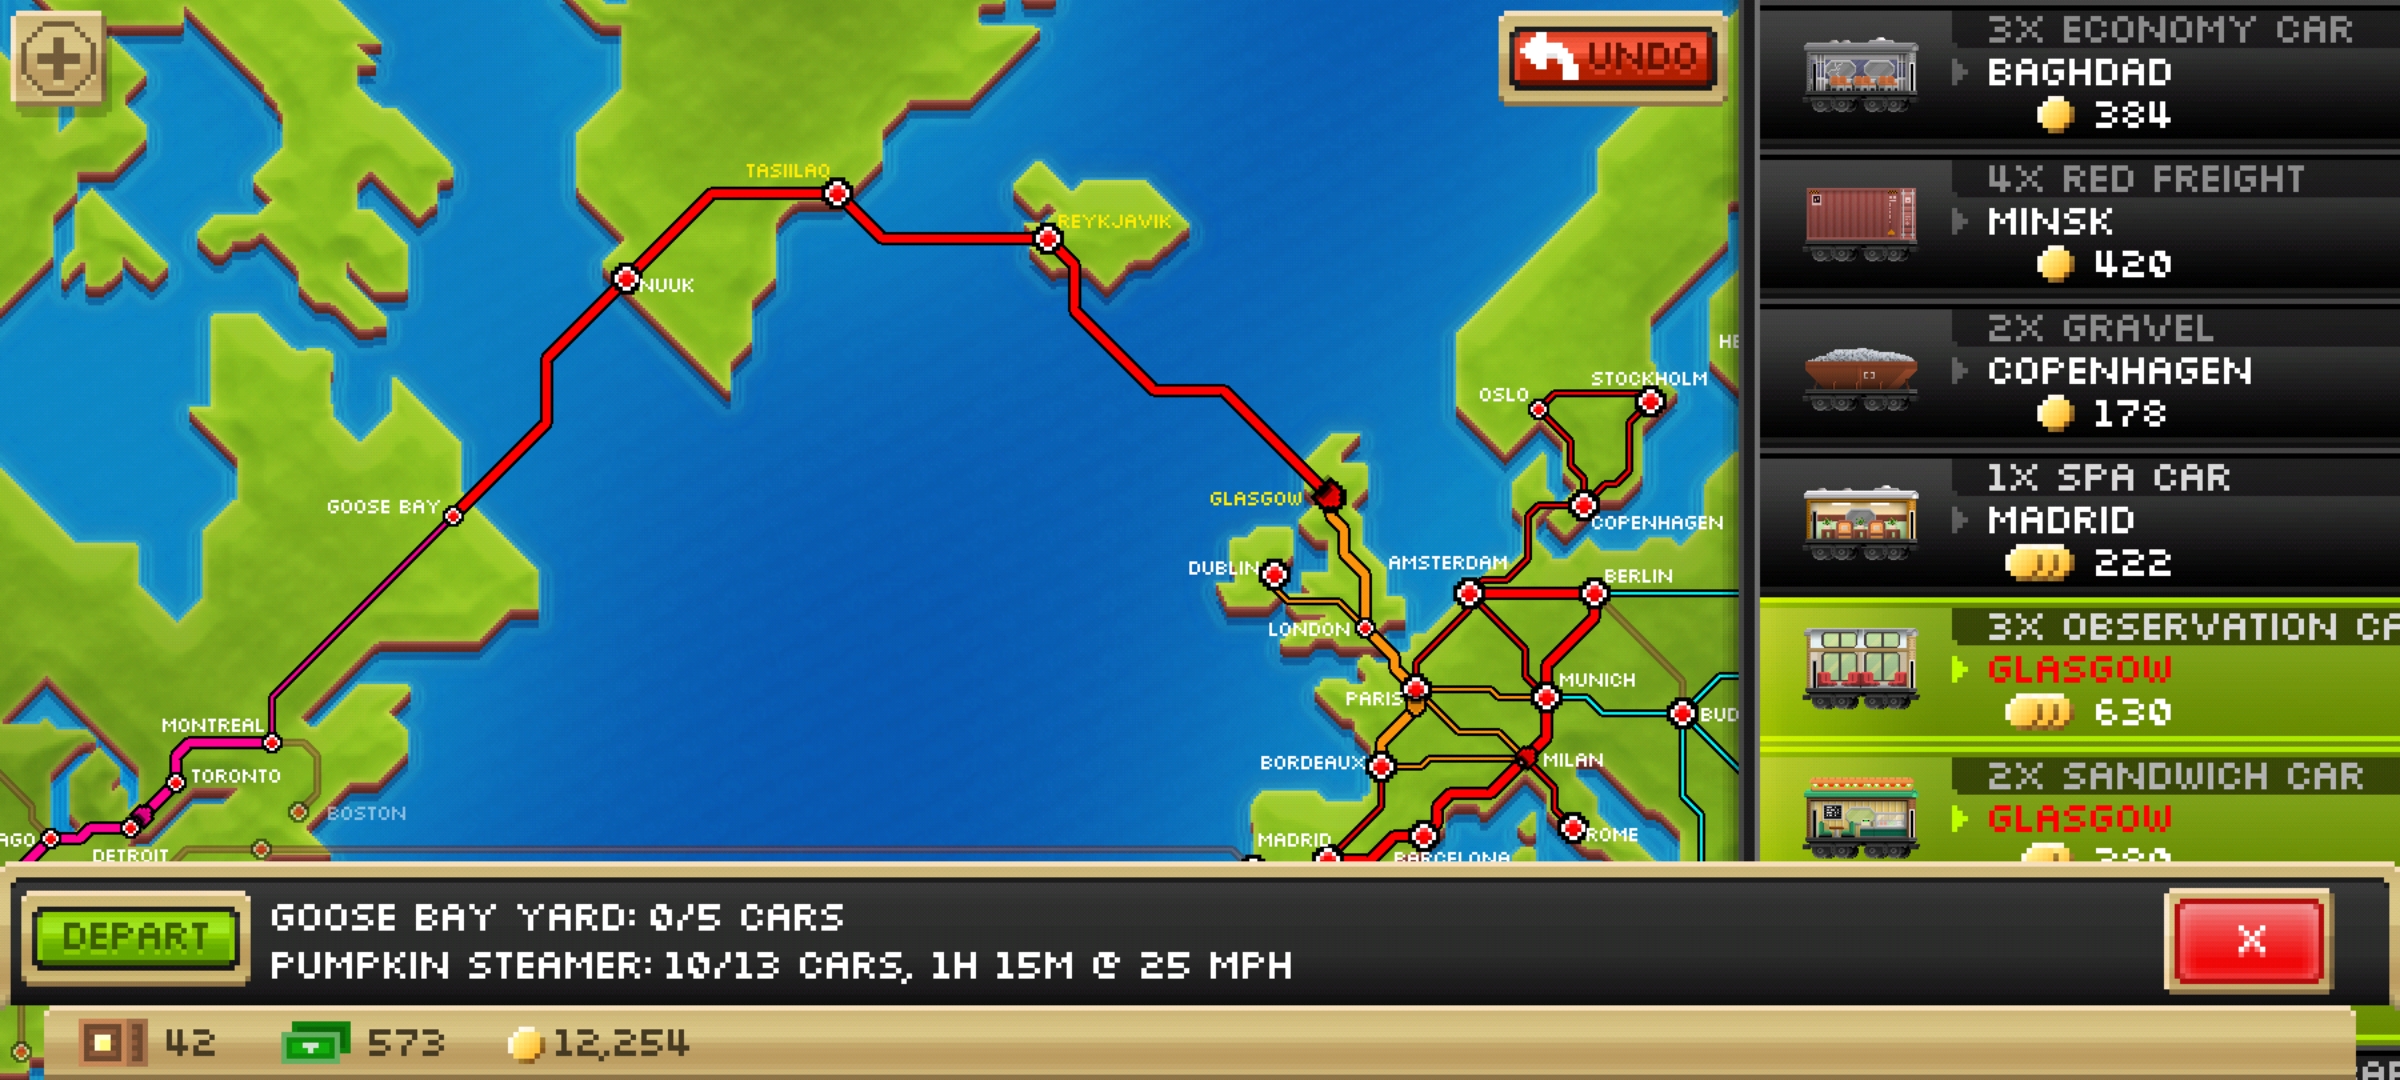 UNDO
TASIILAQ
REYKJAVIK
NUUK
STOCKHOLM
OSLO
GLASGOW
GOOSE BAY
COPENHAGEN
AMSTERDAM
DUBLIN
BERLIN
LONDON
MUNICH
PARIS
BUD
MONTREAL
BORDEAUX
MILAN
TORONTO
BOSTON
AGO
MADRID
ROME
DETROIT
BARCELONA
HE
3X ECONOMY CAR
BAGHDAD
384
4X RED FREIGHT
MINSK
420
2X GRAVEL
COPENHAGEN
178
1X SPA CAR
MADRID
222
3X OBSERVATION CA
GLASGOW
630
2X SANDWICH CAR
GLASGOW
DEPART
GOOSE BAY YARD: 0/5 CARS
PUMPKIN STEAMER: 10/13 CARS, 1H 15M @ 25 MPH
X
42
573
12,254